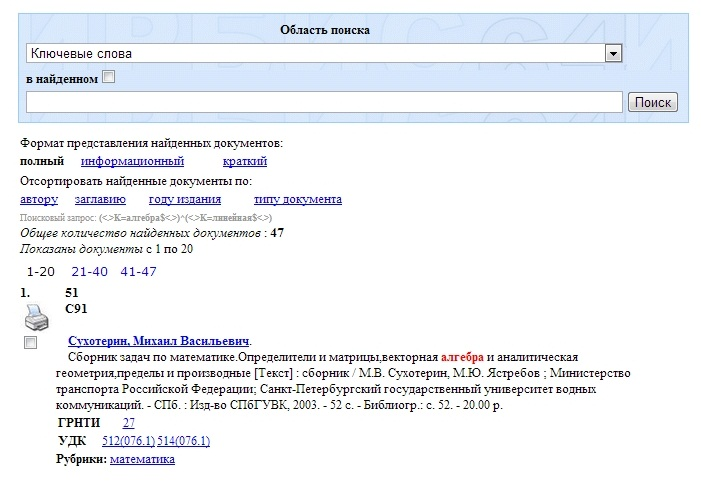 Область поиска
Ключевые слова
в найденном
Поиск
Формат представления найденных документов:
полный информационный краткий
Отсортировать найденные документы по:
автору заглавию году издания типу документа
Поисковый запрос: (<>K=алгебра$<>)^(<>K=линейная$<>)
Общее количество найденных документов : 47
Показаны документы с 1 по 20
1-20 21-40 41-47
1. 51
С91
Сухотерин, Михаил Васильевич.
Сборник задач по математике.Определители и матрицы,векторная алгебра и аналитическая
геометрия,пределы и производные [Текст] : сборник / М.В. Сухотерин, М.Ю. Ястребов ; Министерство
транспорта Российской Федерации; Санкт-Петербургский государственный университет водных
коммуникаций. - СПб. : Изд-во СПбГУВК, 2003. - 52 с. - Библиогр.: с. 52. - 20.00 р.
ГРНТИ 27
УДК 512(076.1) 514(076.1)
Рубрики: математика